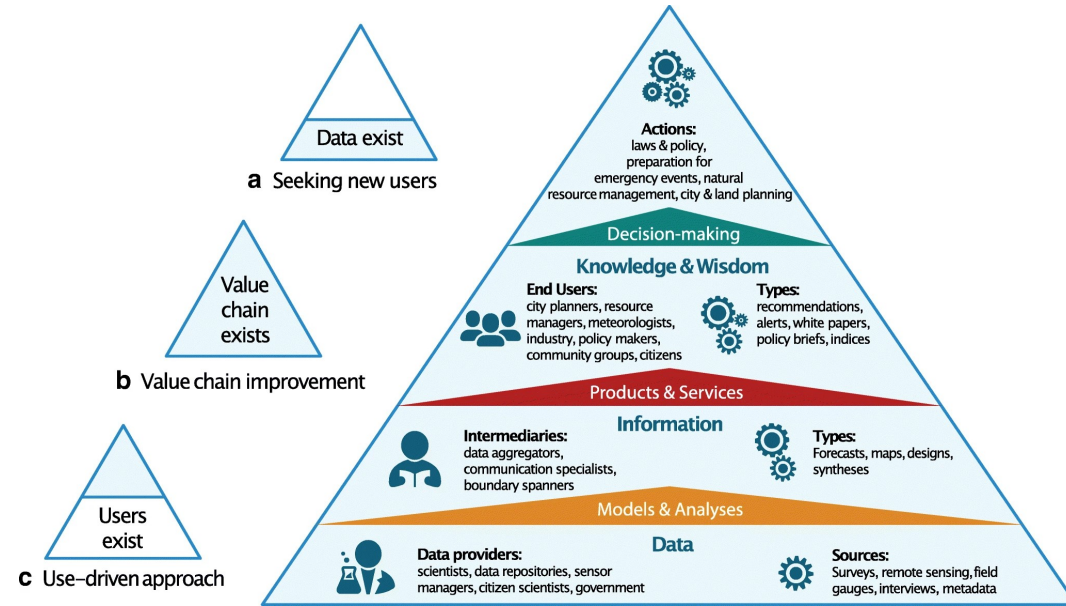 Data exist
a Seeking new users
Value
chain
exists
b Value chain improvement
Users
exist
c Use-driven approach
Actions:
laws & policy,
preparation for
emergency events, natural
resource management, city & land planning
Decision-making
Knowledge & Wisdom
End Users:
city planners, resource
managers, meteorologists,
industry, policy makers,
community groups, citizens
Types:
recommendations,
alerts, white papers,
policy briefs, indices
Products & Services
Information
Intermediaries:
data aggregators,
communication specialists,
boundary spanners
Types:
Forecasts, maps, designs,
syntheses
Models & Analyses
Data
Data providers:
scientists, data repositories, sensor
managers, citizen scientists, government
Sources:
Surveys, remote sensing, field
gauges, interviews, metadata